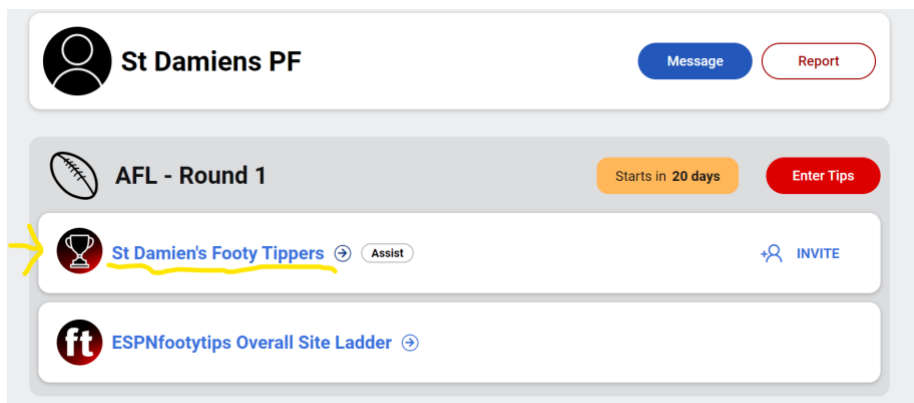 St Damiens PF
Message
Report
AFL - Round 1
Starts in 20 days
Enter Tips
St Damien's Footy Tippers
Assist
INVITE
ft
ESPNfootytips Overall Site Ladder